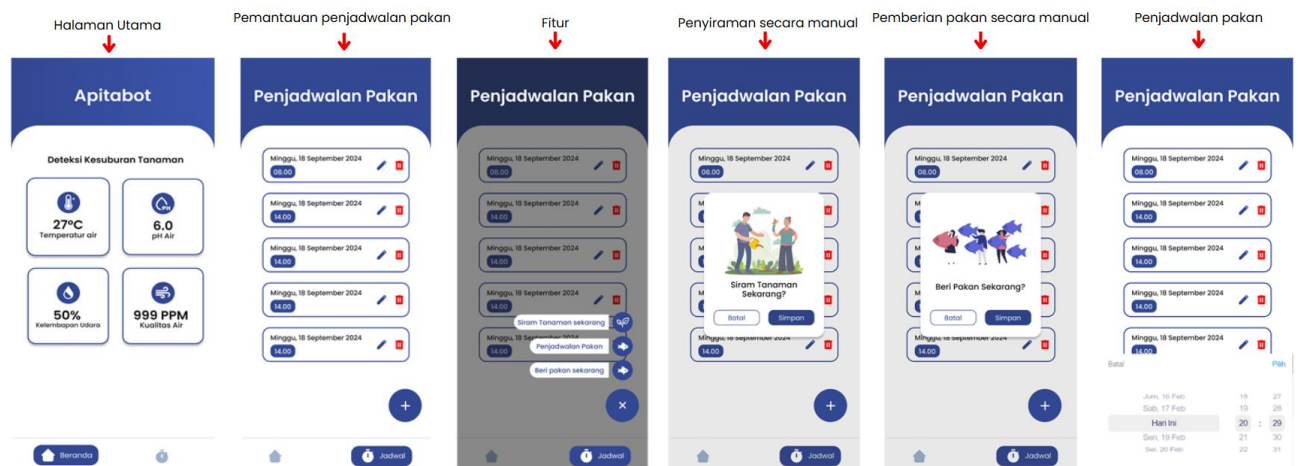 Halaman Utama
Pemantauan penjadwalan pakan
Fitur
Penyiraman secara manual
Pemberian pakan secara manual
Penjadwalan pakan
Apitabot
Deteksi Kesuburan Tanaman
27°C
Temperatur air
6.0
pH Air
50%
Kelembapan Udara
999 PPM
Kualitas Air
Beranda
Penjadwalan Pakan
Minggu, 18 September 2024
08.00
Minggu, 18 September 2024
14.00
Minggu, 18 September 2024
14.00
Minggu, 18 September 2024
14.00
Minggu, 18 September 2024
14.00
Jadwal
Penjadwalan Pakan
Minggu, 18 September 2024
08.00
Minggu, 18 September 2024
14.00
Minggu, 18 September 2024
14.00
Minggu, 18 September 2024
14.00
Siram Tanaman sekarang
14.00
Penjadwalan Pakan
Beri pakan sekarang
Jadwal
Penjadwalan Pakan
Minggu, 18 September 2024
08.00
Siram Tanaman
Sekarang?
Batal
Simpan
14.00
Jadwal
Penjadwalan Pakan
Minggu, 18 September 2024
08.00
Beri Pakan Sekarang?
Batal
Simpan
14.00
Jadwal
Penjadwalan Pakan
Minggu, 18 September 2024
08.00
Minggu, 18 September 2024
14.00
Minggu, 18 September 2024
14.00
Minggu, 18 September 2024
14.00
Minggu, 18 September 2024
14.00
Batal
Pilih
Jum, 16 Feb 18 27
Sab, 17 Feb 19 28
Hari Ini 20 : 29
Sen, 19 Feb 21 30
Sel, 20 Feb 22 31